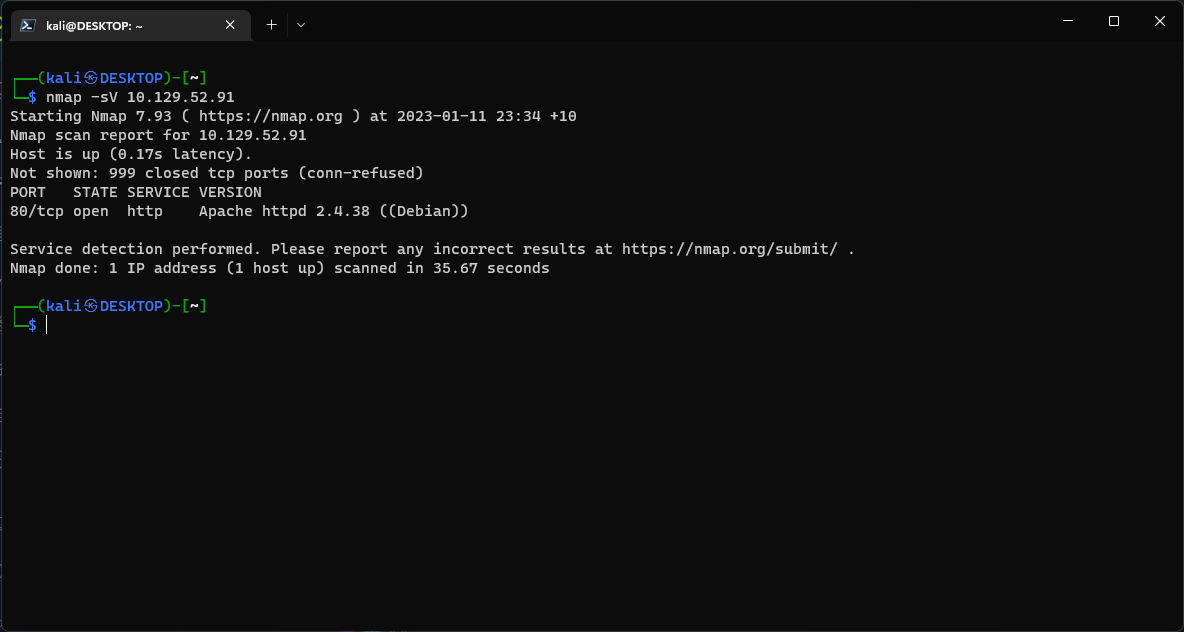 kali@DESKTOP: ~
┌──(kali㉿DESKTOP)-[~]
└─$ nmap -sV 10.129.52.91
Starting Nmap 7.93 ( https://nmap.org ) at 2023-01-11 23:34 +10
Nmap scan report for 10.129.52.91
Host is up (0.17s latency).
Not shown: 999 closed tcp ports (conn-refused)
PORT   STATE SERVICE VERSION
80/tcp open  http    Apache httpd 2.4.38 ((Debian))
Service detection performed. Please report any incorrect results at https://nmap.org/submit/ .
Nmap done: 1 IP address (1 host up) scanned in 35.67 seconds
┌──(kali㉿DESKTOP)-[~]
└─$